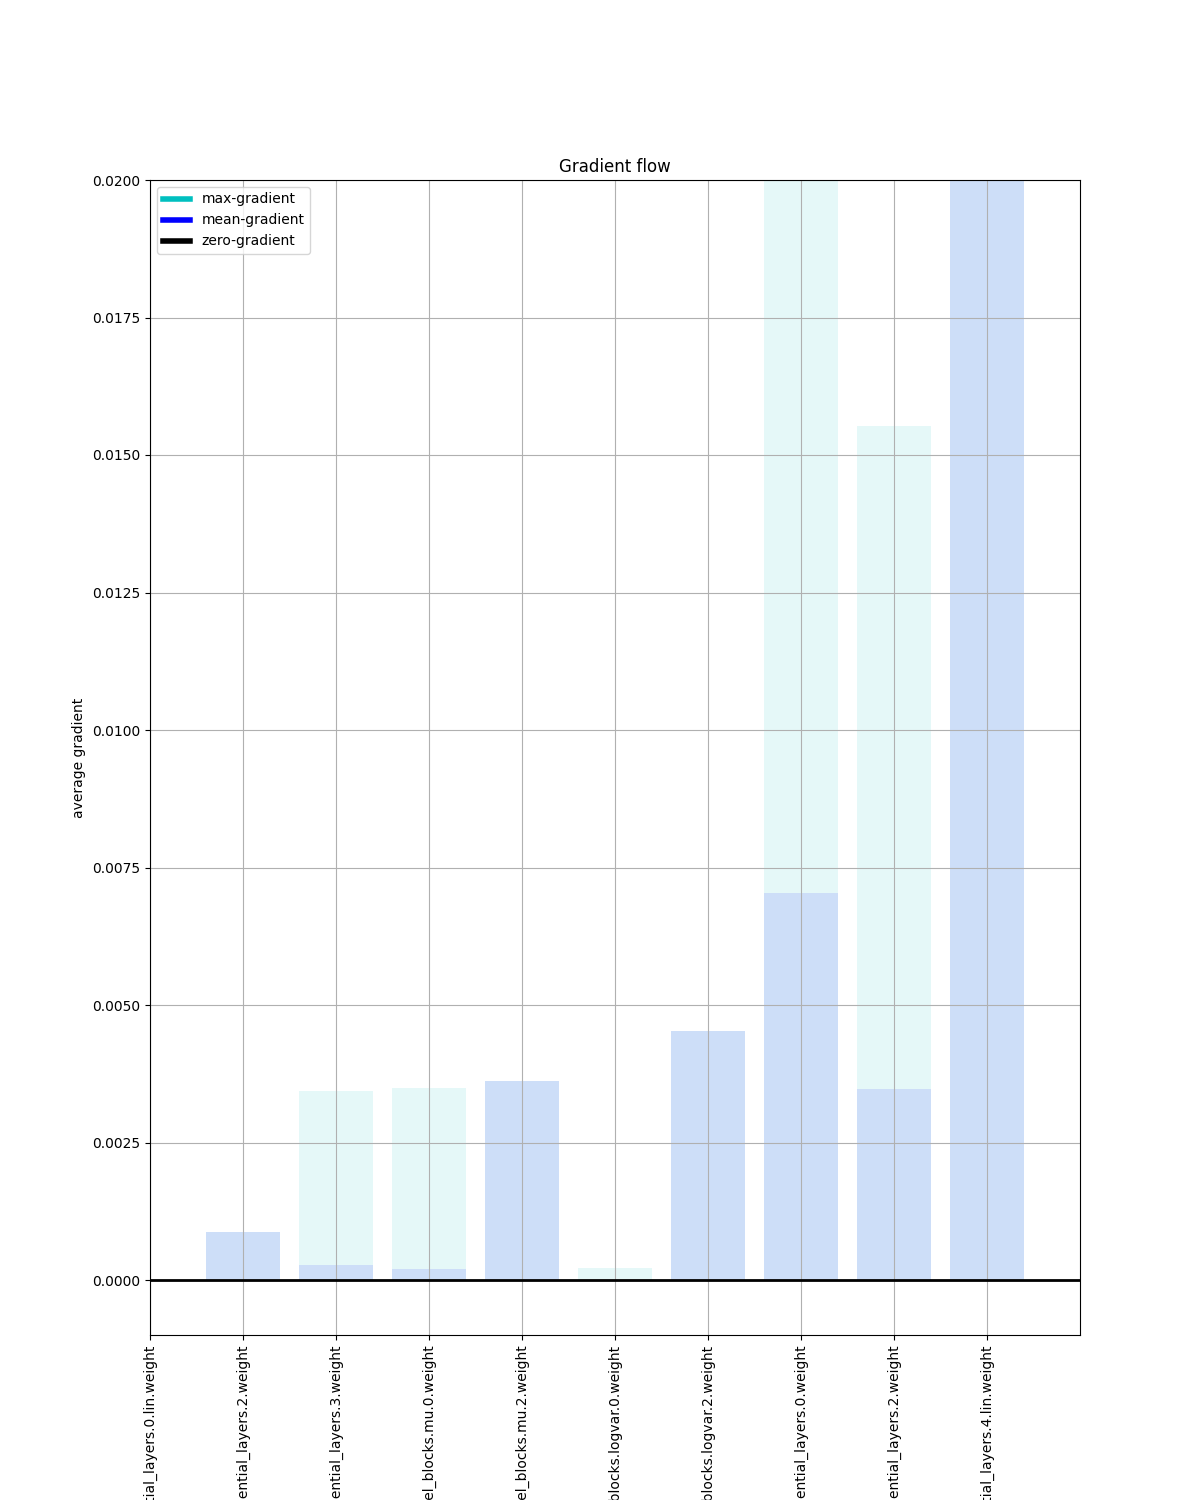 Gradient flow
max-gradient
mean-gradient
zero-gradient
0.0200
0.0175
0.0150
0.0125
0.0100
0.0075
0.0050
0.0025
0.0000
average gradient
tial_layers.0.lin.weight
ential_layers.2.weight
ential_layers.3.weight
el_blocks.mu.0.weight
el_blocks.mu.2.weight
blocks.logvar.0.weight
blocks.logvar.2.weight
ential_layers.0.weight
ential_layers.2.weight
tial_layers.4.lin.weight